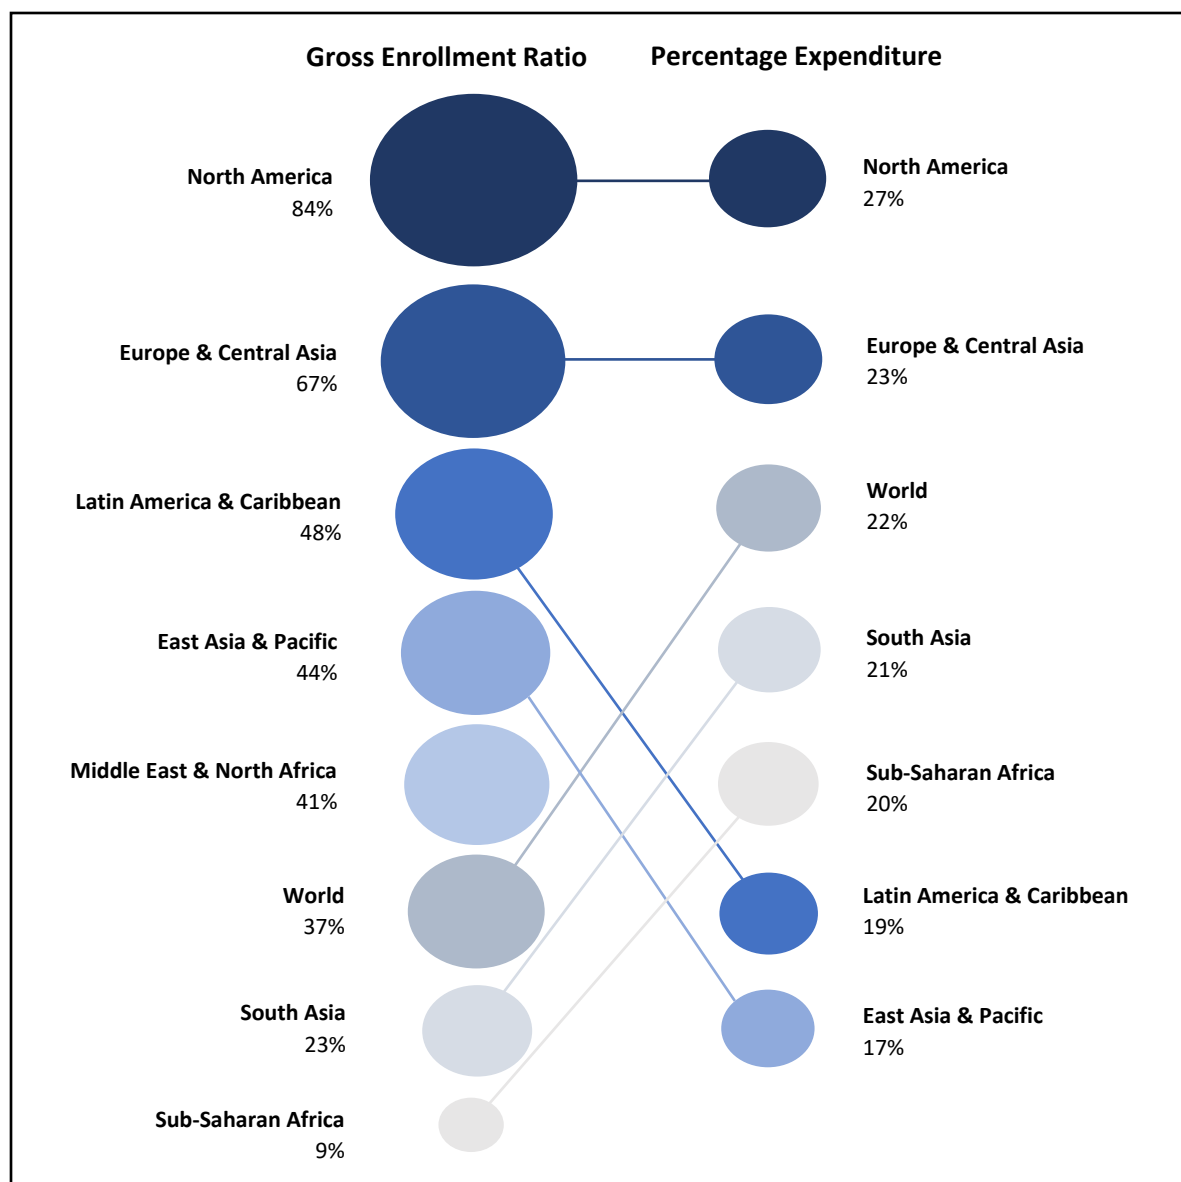 Gross Enrollment Ratio
Percentage Expenditure
North America
84%
Europe & Central Asia
67%
Latin America & Caribbean
48%
East Asia & Pacific
44%
Middle East & North Africa
41%
World
37%
South Asia
23%
Sub-Saharan Africa
9%
North America
27%
Europe & Central Asia
23%
World
22%
South Asia
21%
Sub-Saharan Africa
20%
Latin America & Caribbean
19%
East Asia & Pacific
17%